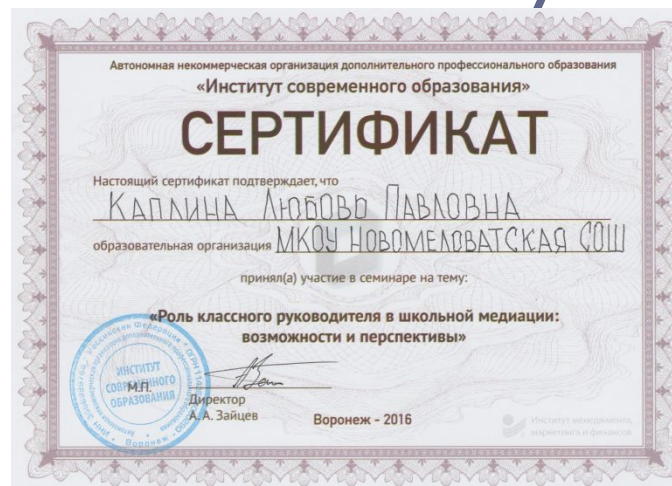 Автономная некоммерческая организация дополнительного профессионального образования
«Институт современного образования»
СЕРТИФИКАТ
Настоящий сертификат подтверждает, что
КАПЛИНА ЛЮБОВЬ ПАВЛОВНА
образовательная организация МКОУ НОВОМЕЛОВАТСКАЯ СОШ
принял(а) участие в семинаре на тему:
«Роль классного руководителя в школьной медиации:
возможности и перспективы»
ИНСТИТУТ
СОВРЕМЕННОГО
ОБРАЗОВАНИЯ
М.П.
Директор
А. А. Зайцев
Воронеж - 2016
Институт менеджмента,
маркетинга и финансов